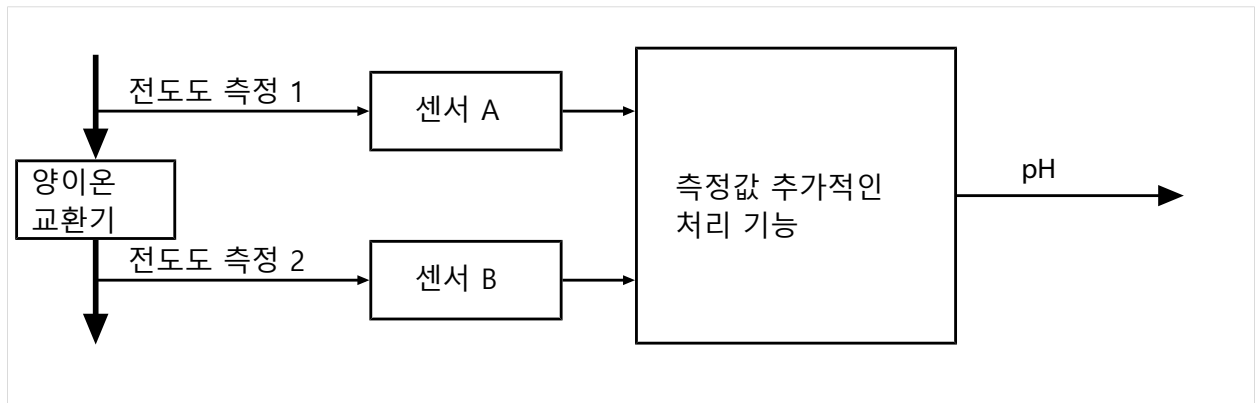 전도도 측정 1
센서 A
양이온
교환기
측정값 추가적인
처리 기능
pH
전도도 측정 2
센서 B